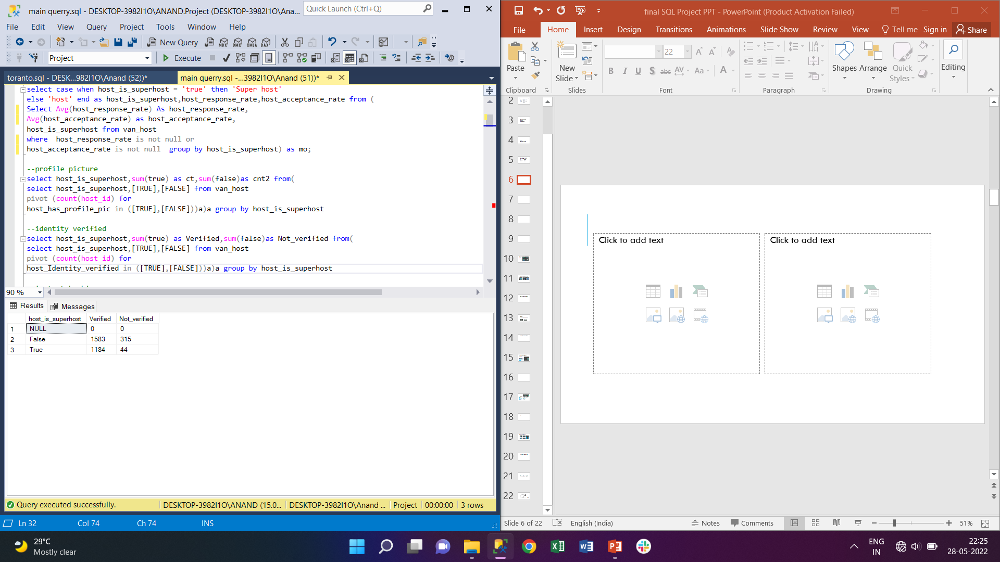 main querry.sql - DESKTOP-3982I1O\ANAND.Project (DESKTOP-3982I1O\Ana...
Quick Launch (Ctrl+Q)
File Edit View Query Project Tools Window Help
New Query
MDX DMX XMLA DAX
Project
Execute
toranto.sql - DESK...982I1O\Anand (52))*
main querry.sql -...3982I1O\Anand (51))*
select case when host_is_superhost = 'true' then 'Super host'
else 'host' end as host_is_superhost,host_response_rate,host_acceptance_rate from (
Select Avg(host_response_rate) As host_response_rate,
Avg(host_acceptance_rate) as host_acceptance_rate,
host_is_superhost from van_host
where  host_response_rate is not null or
host_acceptance_rate is not null  group by host_is_superhost) as mo;
--profile picture
select host_is_superhost,sum(true) as ct,sum(false)as cnt2 from(
select host_is_superhost,[TRUE],[FALSE] from van_host
pivot (count(host_id) for
host_has_profile_pic in ([TRUE],[FALSE]))a)a group by host_is_superhost
--identity verified
select host_is_superhost,sum(true) as Verified,sum(false)as Not_verified from(
select host_is_superhost,[TRUE],[FALSE] from van_host
pivot (count(host_id) for
host_Identity_verified in ([TRUE],[FALSE]))a)a group by host_is_superhost
90 %
Results Messages
host_is_superhost Verified Not_verified
1 NULL 0 0
2 False 1583 315
3 True 1184 44
Query executed successfully.
DESKTOP-3982I1O\ANAND (15.0...
DESKTOP-3982I1O\Anand ...
Project
00:00:00
3 rows
Ln 32
Col 74
Ch 74
INS
final SQL Project PPT - PowerPoint (Product Activation Failed)
File Home Insert Design Transitions Animations Slide Show Review View Tell me Sign in Share
Paste
New Slide
22
B I U S abc AV Aa A
Shapes Arrange Quick Styles
Editing
Clipboard Slides Font Paragraph Drawing
2
3
4
5
6
7
8
9
10
11
12
13
14
15
16
17
18
19
20
21
22
Click to add text
Click to add text
Slide 6 of 22
English (India)
Notes
Comments
51%
29°C
Mostly clear
ENG
IN
22:25
28-05-2022